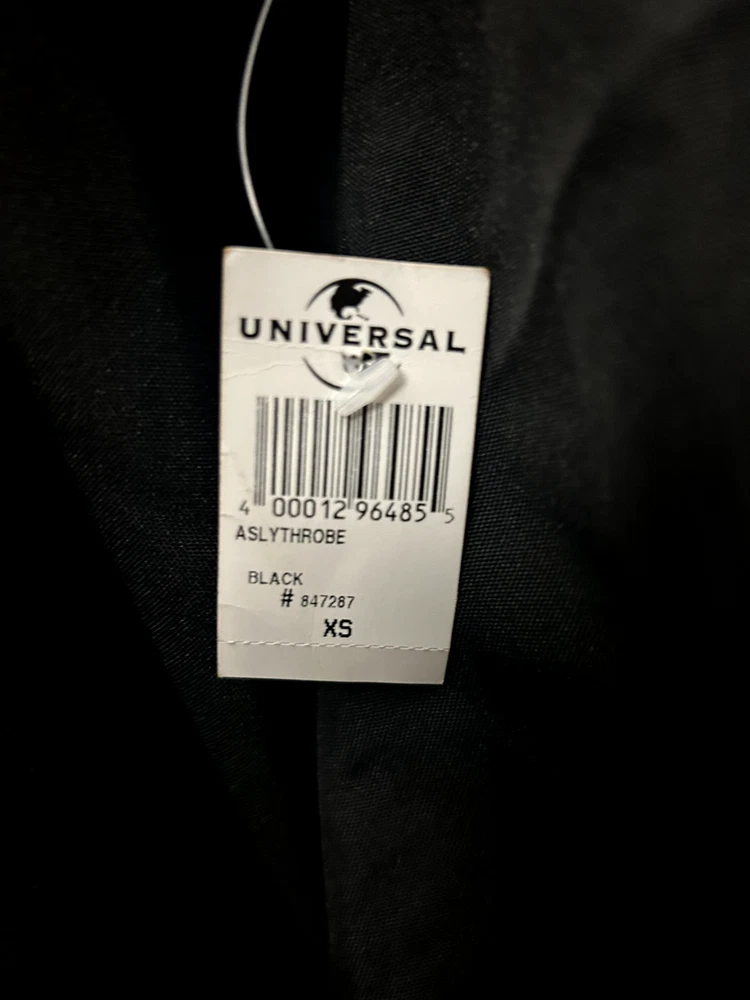 UNIVERSAL
4 00012 96485 5
ASLYTHROBE
BLACK
# 847287
XS